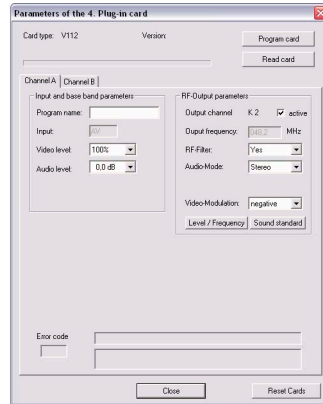 Parameters of the 4. Plug-in card
Card type: V112 Version:
Program card
Read card
Channel A Channel B
Input and base band parameters
Program name:
Input: AV
Video level: 100%
Audio level: 0,0 dB
RF-Output parameters
Output channel K 2 active
Ouput frequency: 048,2 MHz
RF-Filter: Yes
Audio-Mode: Stereo
Video-Modulation: negative
Level / Frequency Sound standard
Error code
Close Reset Cards